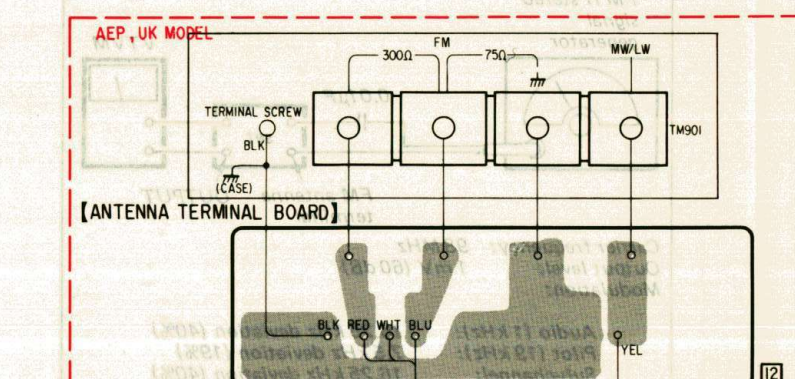 AEP, UK MODEL
FM
300Ω 75Ω MW/LW
TERMINAL SCREW
TM901
BLK
(CASE)
【ANTENNA TERMINAL BOARD】
BLK RED WHT BLU
YEL
12